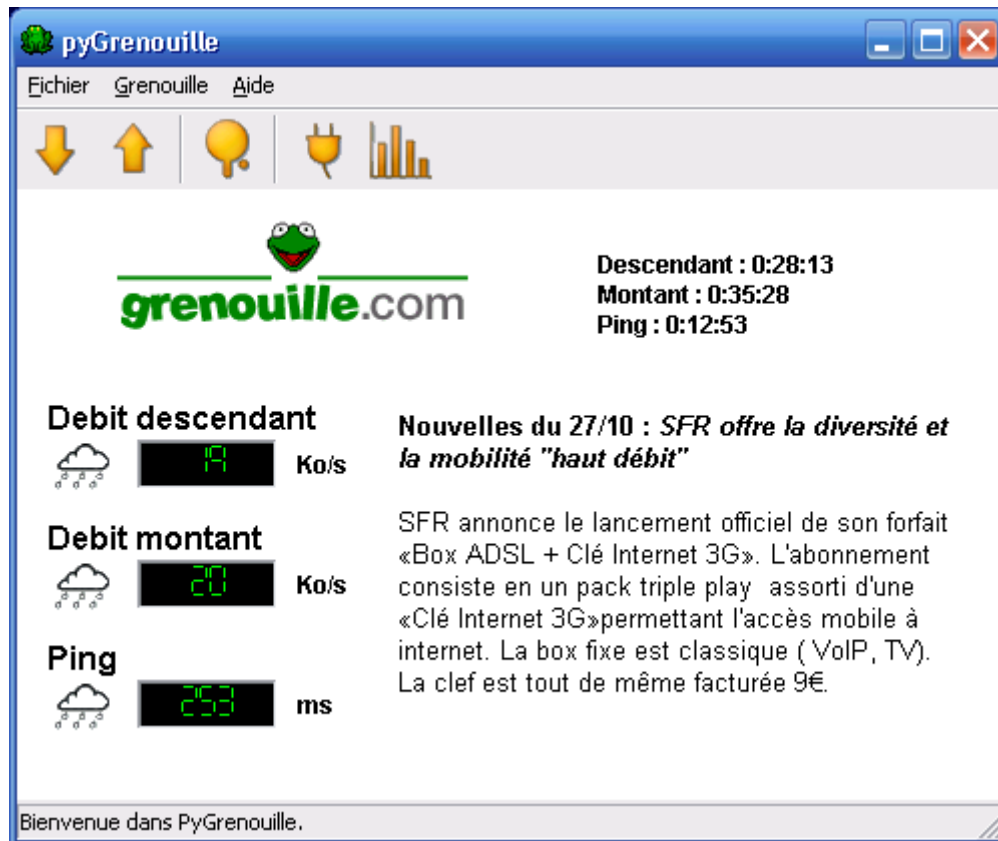 pyGrenouille
Fichier Grenouille Aide
grenouille.com
Descendant : 0:28:13
Montant : 0:35:28
Ping : 0:12:53
Debit descendant
19 Ko/s
Debit montant
20 Ko/s
Ping
253 ms
Nouvelles du 27/10 : SFR offre la diversité et
la mobilité "haut débit"
SFR annonce le lancement officiel de son forfait
«Box ADSL + Clé Internet 3G». L'abonnement
consiste en un pack triple play assorti d'une
«Clé Internet 3G»permettant l'accès mobile à
internet. La box fixe est classique ( VoIP, TV).
La clef est tout de même facturée 9€.
Bienvenue dans PyGrenouille.